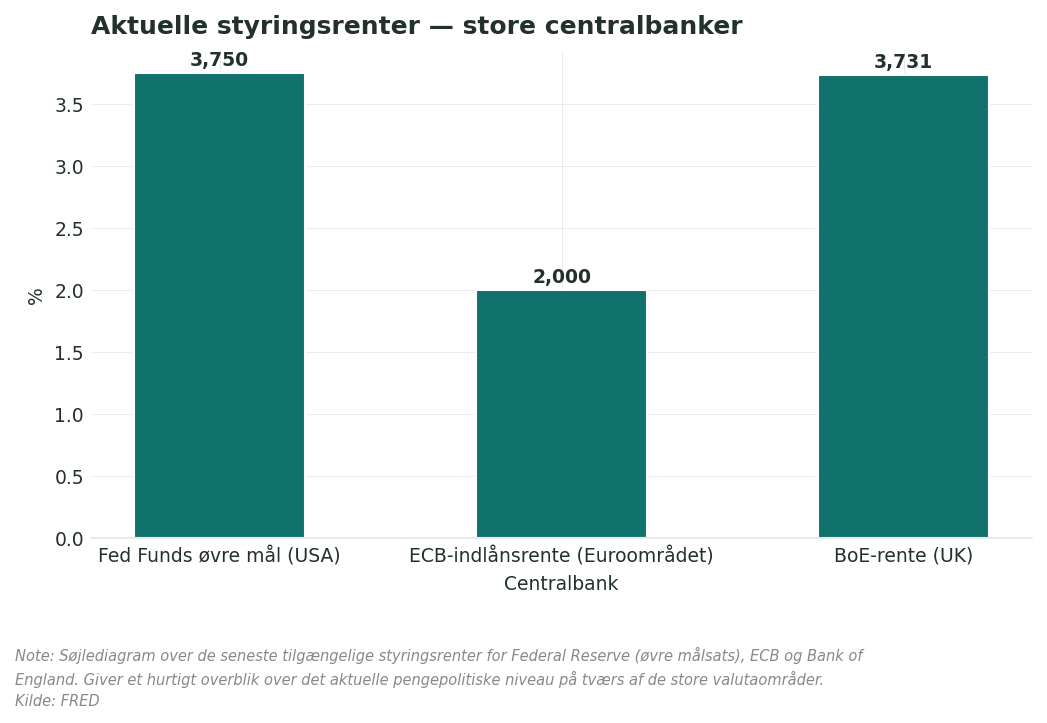 Aktuelle styringsrenter — store centralbanker
3,750
2,000
3,731
3.5
3.0
2.5
2.0
1.5
1.0
0.5
0.0
%
Fed Funds øvre mål (USA)
ECB-indlånsrente (Euroområdet)
BoE-rente (UK)
Centralbank
Note: Søjlediagram over de seneste tilgængelige styringsrenter for Federal Reserve (øvre målsats), ECB og Bank of
England. Giver et hurtigt overblik over det aktuelle pengepolitiske niveau på tværs af de store valutaområder.
Kilde: FRED